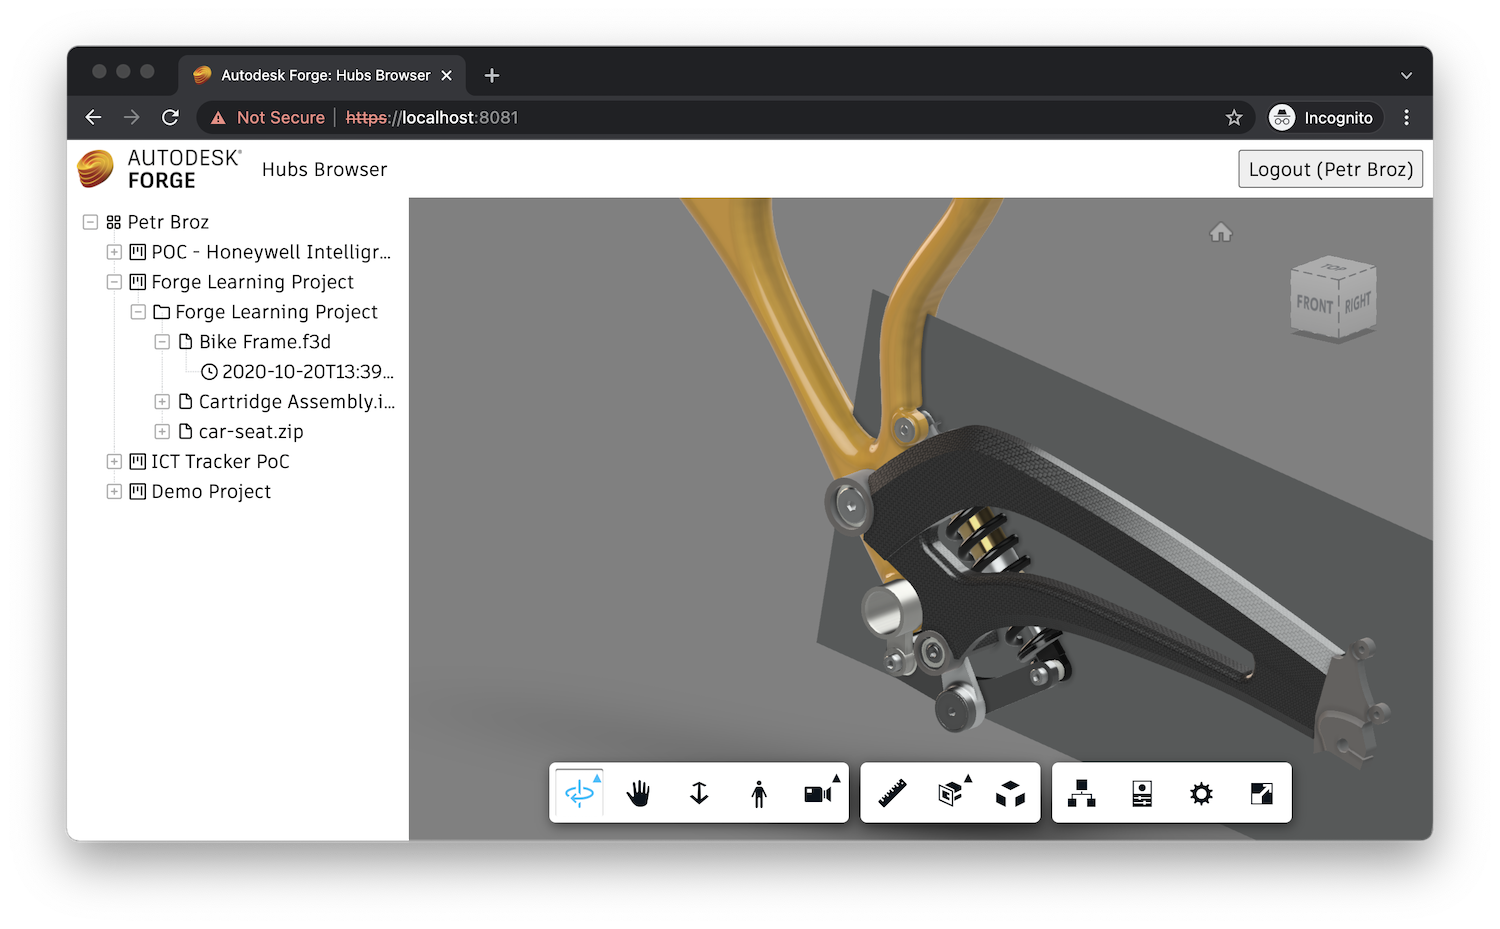 Autodesk Forge: Hubs Browser
Not Secure https://localhost:8081
Incognito
AUTODESK®
FORGE
Hubs Browser
Logout (Petr Broz)
Petr Broz
POC - Honeywell Intelligr...
Forge Learning Project
Forge Learning Project
Bike Frame.f3d
2020-10-20T13:39...
Cartridge Assembly.i...
car-seat.zip
ICT Tracker PoC
Demo Project
TOP
FRONT
RIGHT